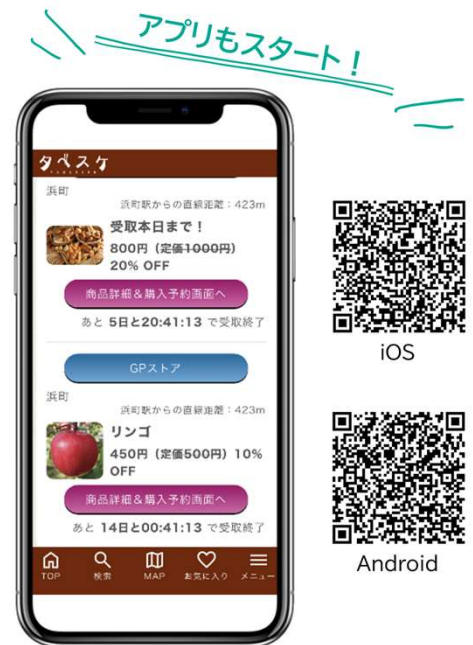 アプリもスタート！
タベスケ
浜町
浜町駅からの直線距離：423m
受取本日まで！
800円（定価1000円）
20% OFF
商品詳細＆購入予約画面へ
あと 5日と20:41:13 で受取終了
GPストア
浜町
浜町駅からの直線距離：423m
リンゴ
450円（定価500円）10%
OFF
商品詳細＆購入予約画面へ
あと 14日と00:41:13 で受取終了
TOP 検索 MAP お気に入り メニュー
iOS
Android